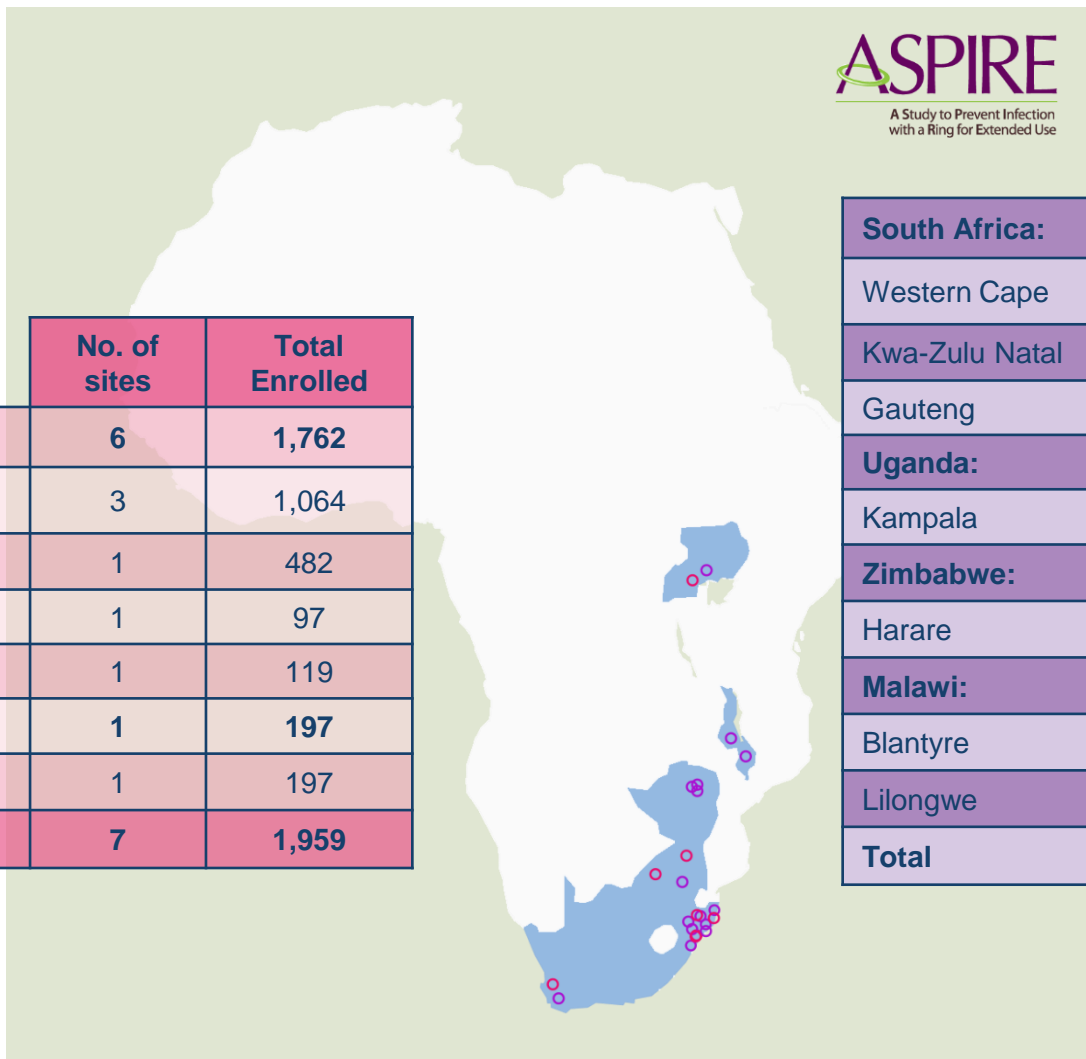 ASPIRE
A Study to Prevent Infection
with a Ring for Extended Use
No. of
sites
Total
Enrolled
6 1,762
3 1,064
1 482
1 97
1 119
1 197
1 197
7 1,959
South Africa:
Western Cape
Kwa-Zulu Natal
Gauteng
Uganda:
Kampala
Zimbabwe:
Harare
Malawi:
Blantyre
Lilongwe
Total